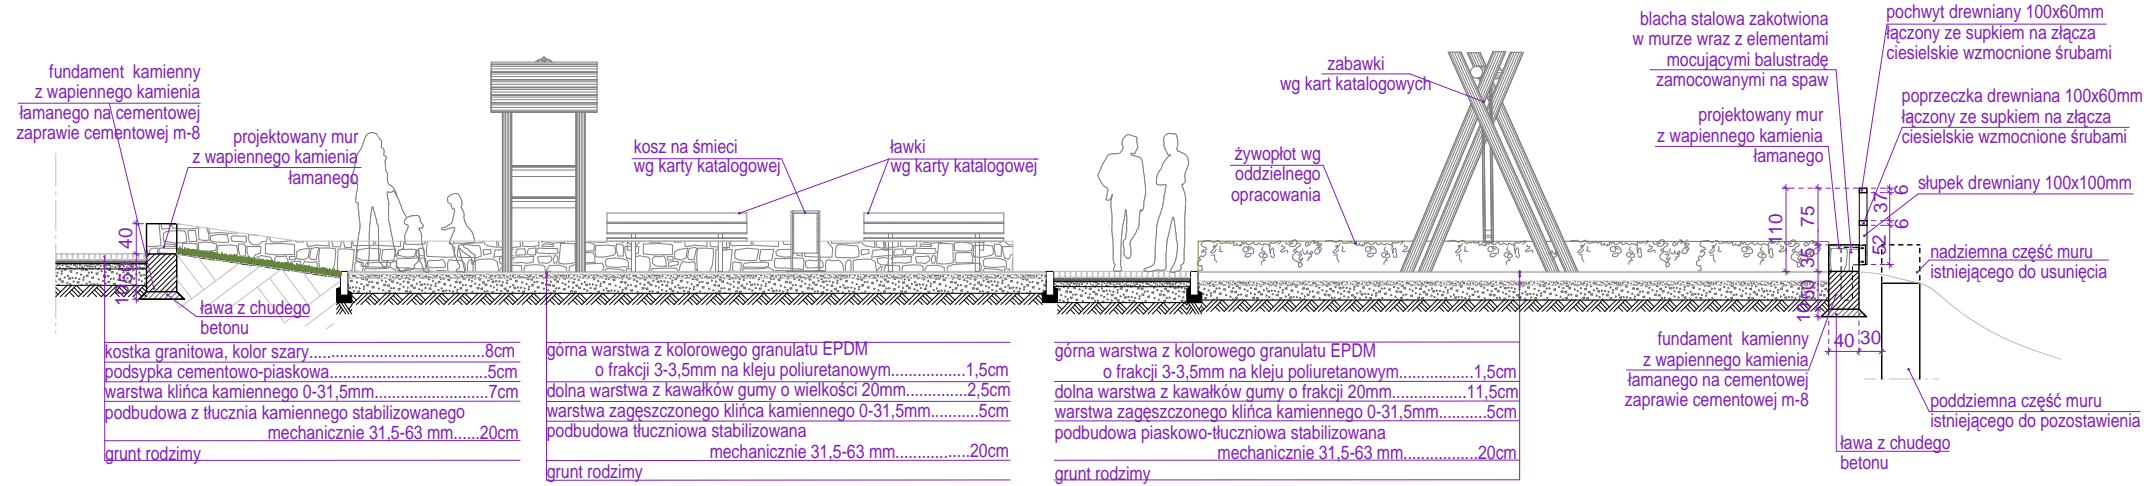 fundament kamienny
z wapiennego kamienia
łamanego na cementowej
zaprawie cementowej m-8
projektowany mur
z wapiennego kamienia
łamanego
kosz na śmieci
wg karty katalogowej
ławki
wg karty katalogowej
żywopłot wg
oddzielnego
opracowania
zabawki
wg kart katalogowych
blacha stalowa zakotwiona
w murze wraz z elementami
mocującymi balustradę
zamocowanymi na spaw
projektowany mur
z wapiennego kamienia
łamanego
pochwyt drewniany 100x60mm
łączony ze supkiem na złącza
ciesielskie wzmocnione śrubami
poprzeczka drewniana 100x60mm
łączony ze supkiem na złącza
ciesielskie wzmocnione śrubami
słupek drewniany 100x100mm
nadziemna część muru
istniejącego do usunięcia
poddziemna część muru
istniejącego do pozostawienia
ława z chudego
betonu
fundament kamienny
z wapiennego kamienia
łamanego na cementowej
zaprawie cementowej m-8
ława z chudego
betonu
40
50
10
110
75
35
50
10
6
37
6
52
40
30
kostka granitowa, kolor szary........................................8cm
podsypka cementowo-piaskowa.......................................5cm
warstwa klińca kamiennego 0-31,5mm............................7cm
podbudowa z tłucznia kamiennego stabilizowanego
mechanicznie 31,5-63 mm......20cm
grunt rodzimy
górna warstwa z kolorowego granulatu EPDM
o frakcji 3-3,5mm na kleju poliuretanowym.................1,5cm
dolna warstwa z kawałków gumy o wielkości 20mm..............2,5cm
warstwa zagęszczonego klińca kamiennego 0-31,5mm...........5cm
podbudowa tłuczniowa stabilizowana
mechanicznie 31,5-63 mm.................20cm
grunt rodzimy
górna warstwa z kolorowego granulatu EPDM
o frakcji 3-3,5mm na kleju poliuretanowym.................1,5cm
dolna warstwa z kawałków gumy o frakcji 20mm.................11,5cm
warstwa zagęszczonego klińca kamiennego 0-31,5mm...........5cm
podbudowa piaskowo-tłuczniowa stabilizowana
mechanicznie 31,5-63 mm.................20cm
grunt rodzimy